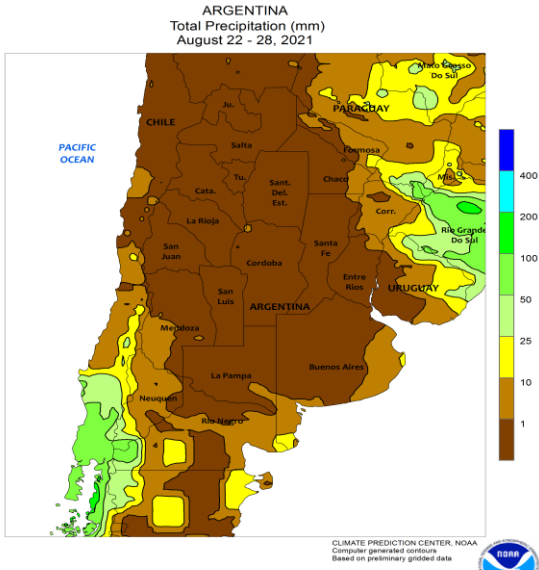 ARGENTINA
Total Precipitation (mm)
August 22 - 28, 2021
Mato Grosso
Do Sul
Ju.
PARAGUAY
CHILE
PACIFIC
OCEAN
Salta
Formosa
Tu.
Chaco
Mis.
Cata.
Sant.
Del.
Est.
Corr.
La Rioja
Rio Grande
Do Sul
San
Juan
Santa
Fe
Cordoba
Entre
Rios
URUGUAY
San
Luis
ARGENTINA
Mendoza
La Pampa
Buenos Aires
Neuquen
Rio Negro
400
200
100
50
25
10
1
CLIMATE PREDICTION CENTER, NOAA
Computer generated contours
Based on preliminary gridded data
NOAA